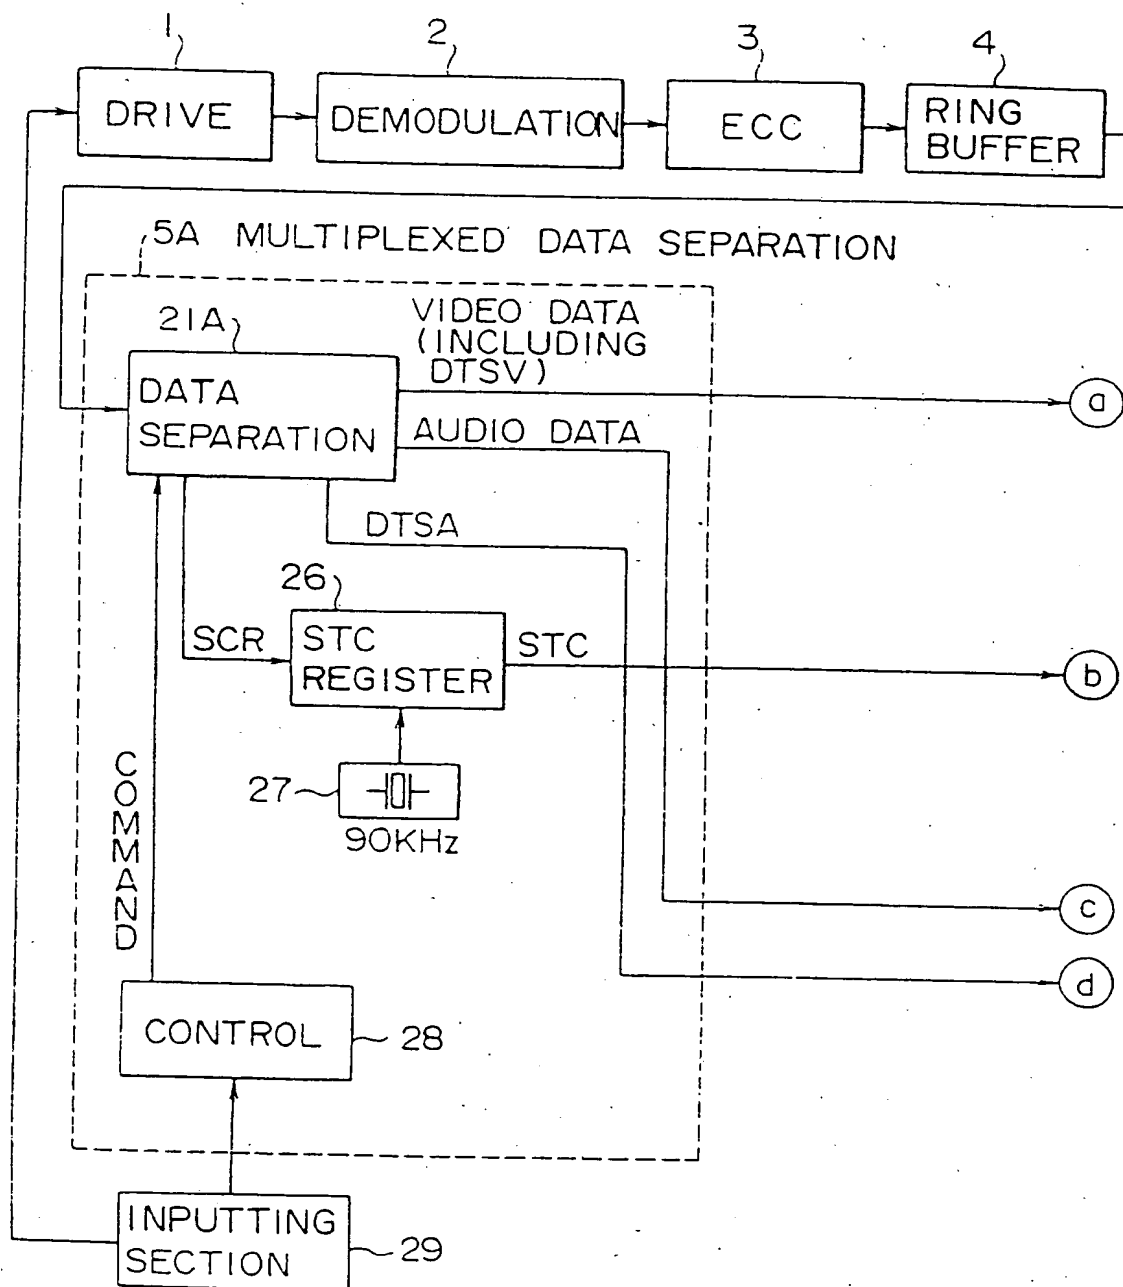 1
2
3
4
DRIVE
DEMODULATION
ECC
RING
BUFFER
5A MULTIPLEXED DATA SEPARATION
21A
VIDEO DATA
(INCLUDING
DTSV)
a
DATA
SEPARATION
AUDIO DATA
DTSA
26
SCR
STC
REGISTER
STC
b
COMMAND
27
90KHz
c
d
CONTROL
28
INPUTTING
SECTION
29